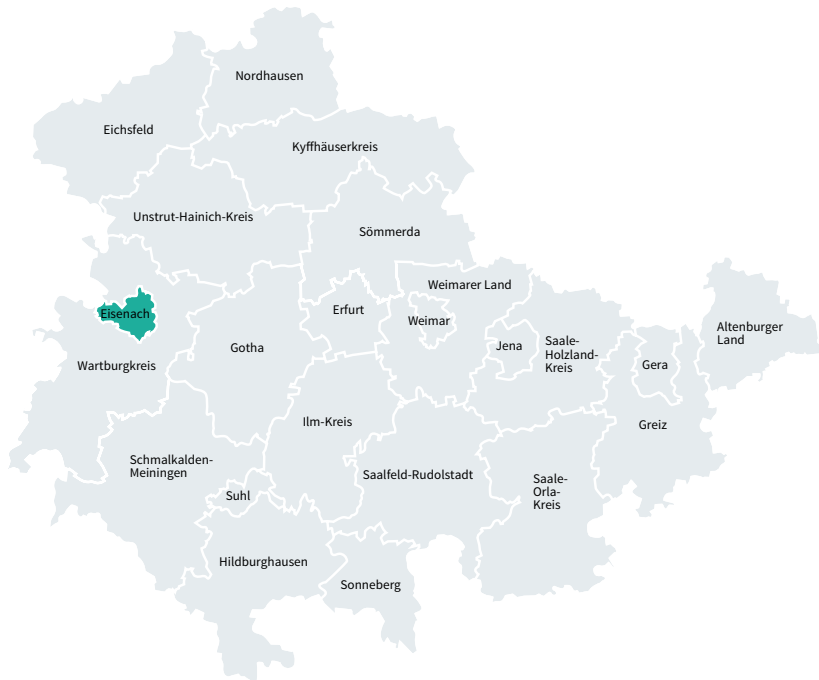 Nordhausen
Eichsfeld
Kyffhäuserkreis
Unstrut-Hainich-Kreis
Sömmerda
Weimarer Land
Eisenach
Erfurt
Weimar
Altenburger
Land
Gotha
Jena
Saale-
Holzland-
Kreis
Gera
Wartburgkreis
Ilm-Kreis
Greiz
Schmalkalden-
Meiningen
Saalfeld-Rudolstadt
Saale-
Orla-
Kreis
Suhl
Hildburghausen
Sonneberg